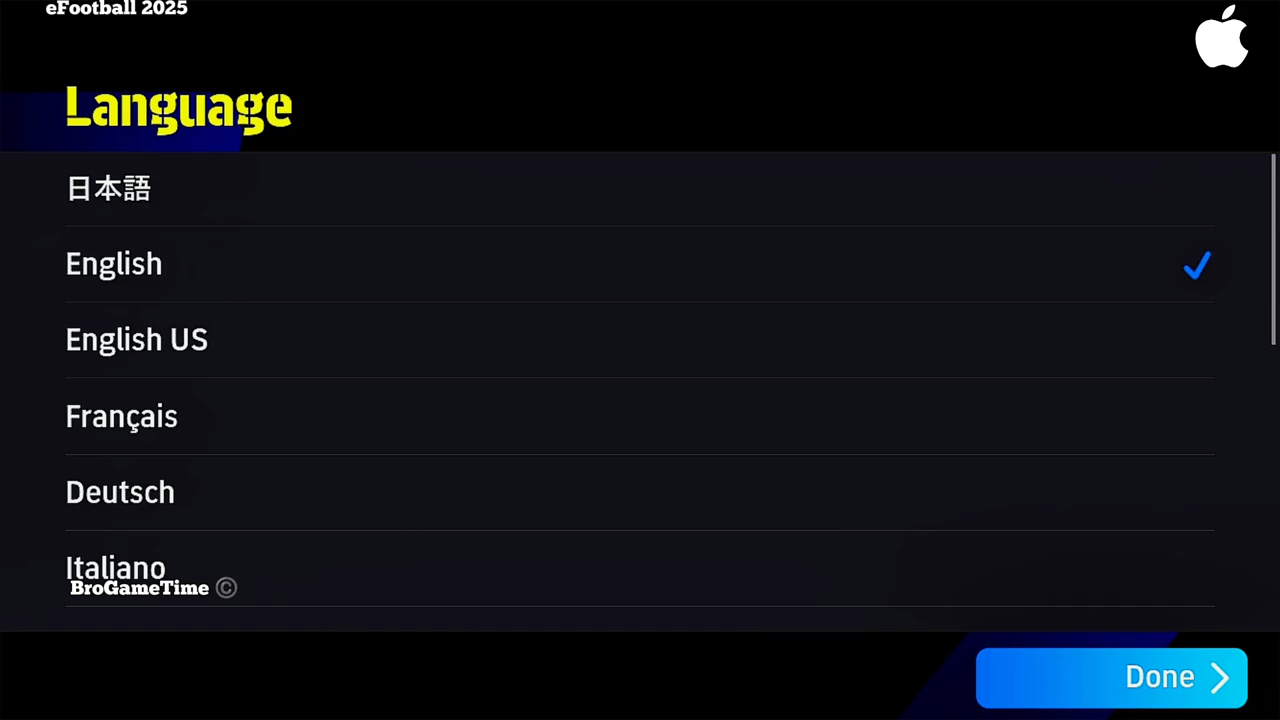 eFootball 2025
Language
日本語
English
English US
Français
Deutsch
Italiano
BroGameTime ©
Done